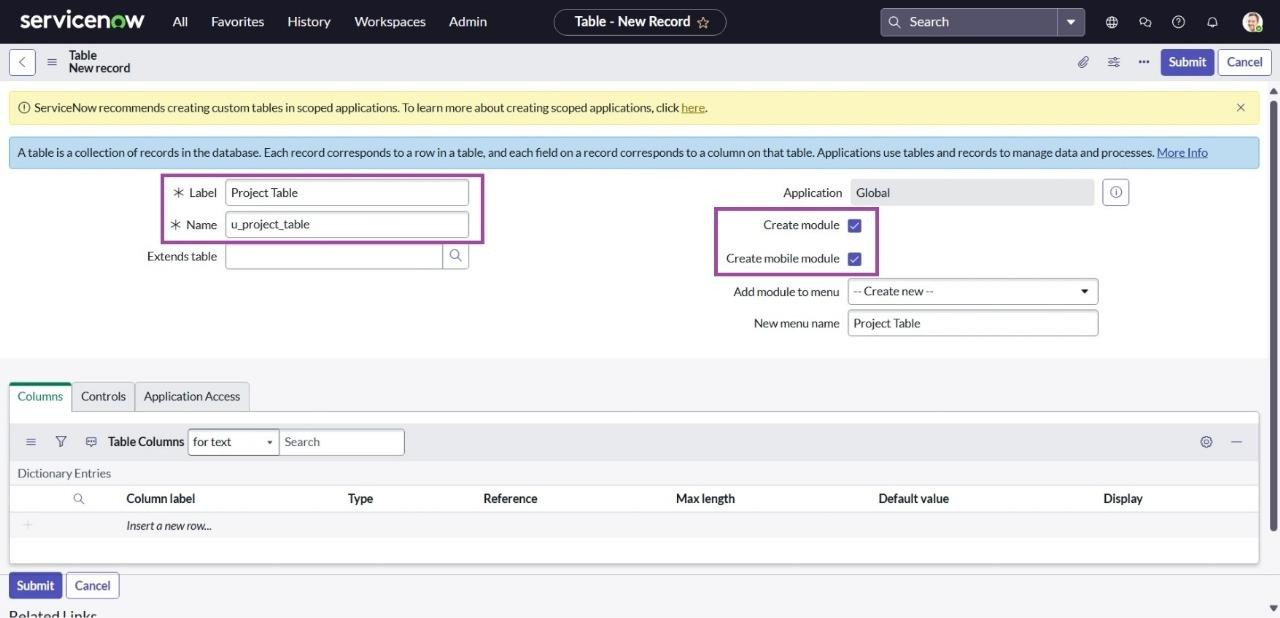 servicenow All Favorites History Workspaces Admin Table - New Record Search
Table
New record
Submit Cancel
ServiceNow recommends creating custom tables in scoped applications. To learn more about creating scoped applications, click here.
A table is a collection of records in the database. Each record corresponds to a row in a table, and each field on a record corresponds to a column on that table. Applications use tables and records to manage data and processes. More Info
Label Project Table
Name u_project_table
Extends table
Application Global
Create module
Create mobile module
Add module to menu -- Create new --
New menu name Project Table
Columns Controls Application Access
Table Columns for text Search
Dictionary Entries
Column label Type Reference Max length Default value Display
Insert a new row...
Submit Cancel
Related Links